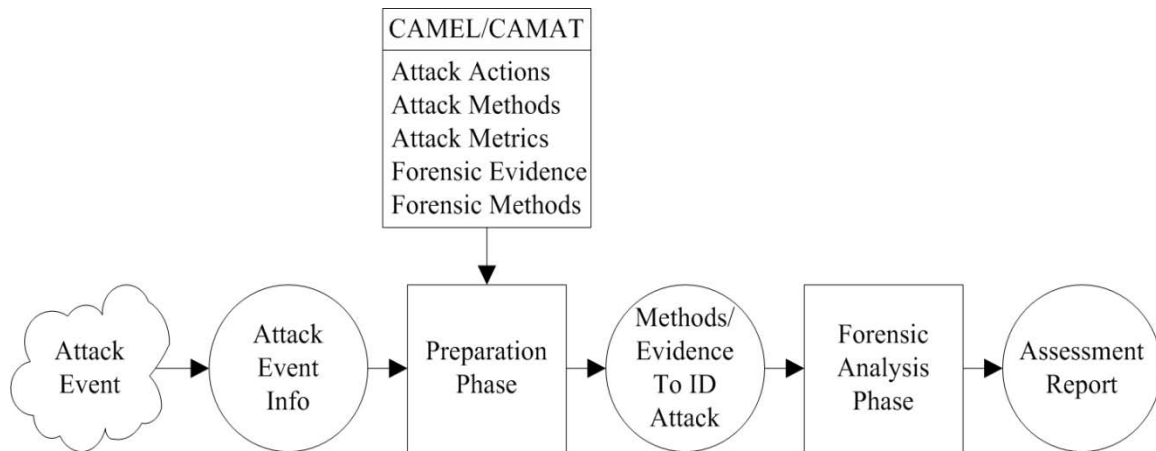 CAMEL/CAMAT
Attack Actions
Attack Methods
Attack Metrics
Forensic Evidence
Forensic Methods
Attack
Event
Attack
Event
Info
Preparation
Phase
Methods/
Evidence
To ID
Attack
Forensic
Analysis
Phase
Assessment
Report